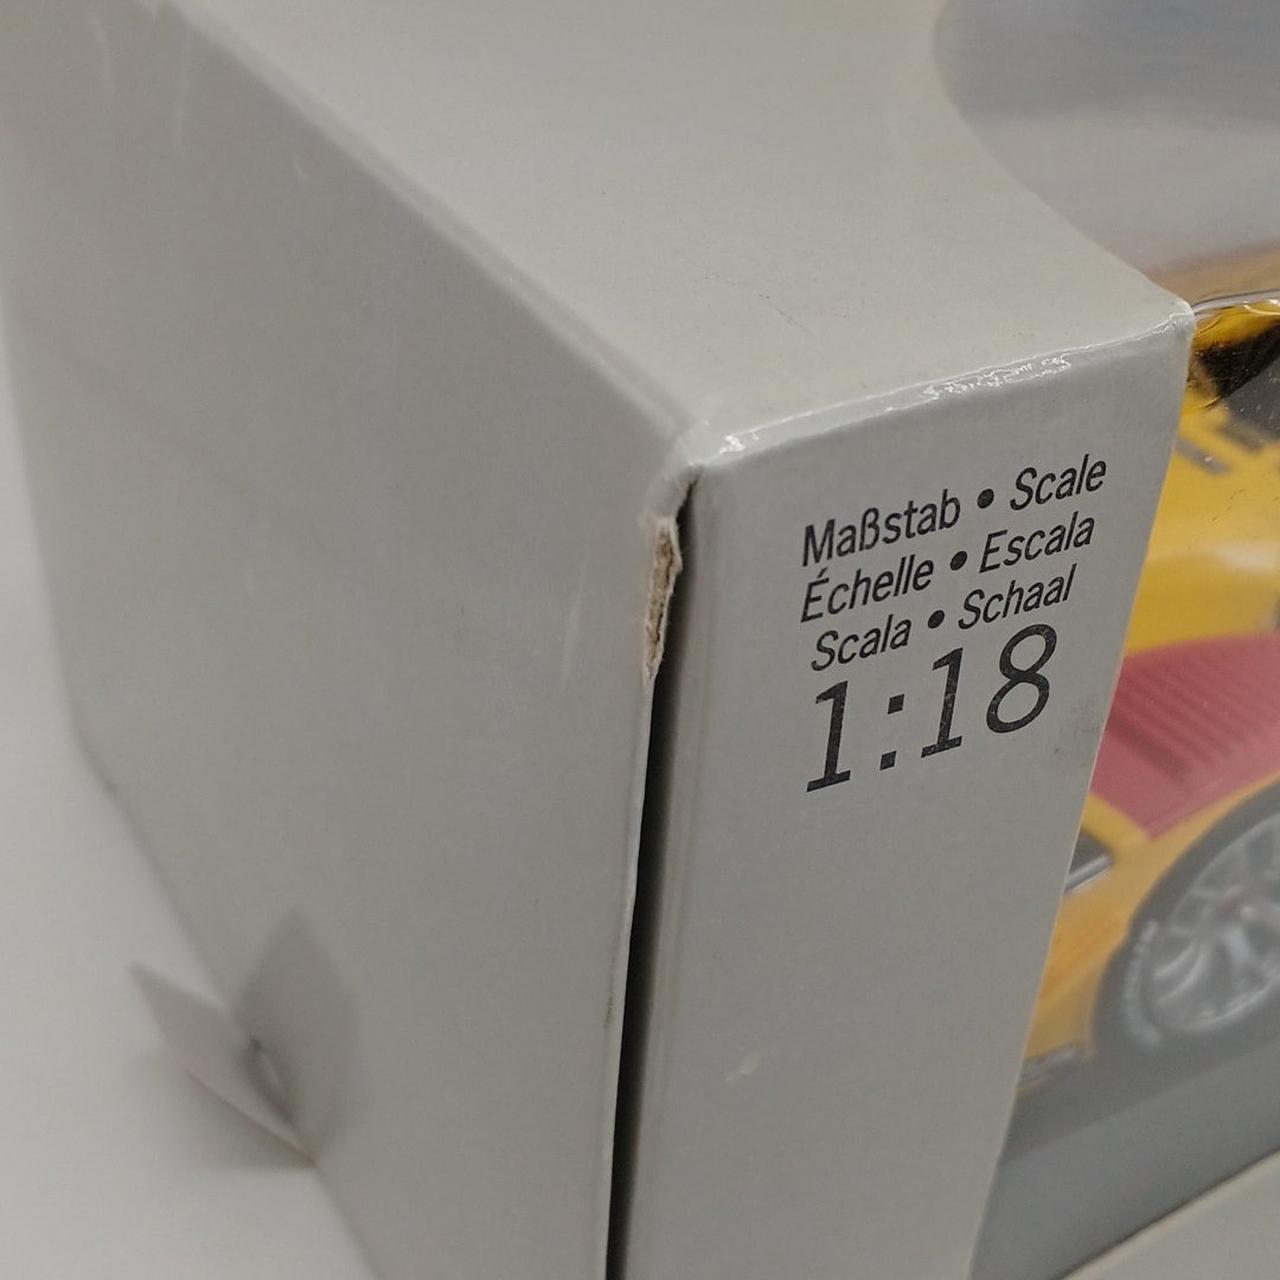 Maßstab • Scale
Échelle • Escala
Scala • Schaal
1:18